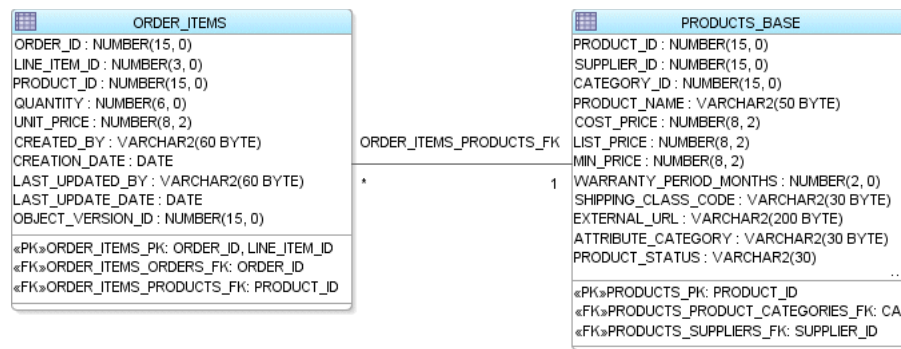 ORDER_ITEMS
ORDER_ID : NUMBER(15, 0)
LINE_ITEM_ID : NUMBER(3, 0)
PRODUCT_ID : NUMBER(15, 0)
QUANTITY : NUMBER(6, 0)
UNIT_PRICE : NUMBER(8, 2)
CREATED_BY : VARCHAR2(60 BYTE)
CREATION_DATE : DATE
LAST_UPDATED_BY : VARCHAR2(60 BYTE)
LAST_UPDATE_DATE : DATE
OBJECT_VERSION_ID : NUMBER(15, 0)
«PK»ORDER_ITEMS_PK: ORDER_ID, LINE_ITEM_ID
«FK»ORDER_ITEMS_ORDERS_FK: ORDER_ID
«FK»ORDER_ITEMS_PRODUCTS_FK: PRODUCT_ID
ORDER_ITEMS_PRODUCTS_FK
* 1
PRODUCTS_BASE
PRODUCT_ID : NUMBER(15, 0)
SUPPLIER_ID : NUMBER(15, 0)
CATEGORY_ID : NUMBER(15, 0)
PRODUCT_NAME : VARCHAR2(50 BYTE)
COST_PRICE : NUMBER(8, 2)
LIST_PRICE : NUMBER(8, 2)
MIN_PRICE : NUMBER(8, 2)
WARRANTY_PERIOD_MONTHS : NUMBER(2, 0)
SHIPPING_CLASS_CODE : VARCHAR2(30 BYTE)
EXTERNAL_URL : VARCHAR2(200 BYTE)
ATTRIBUTE_CATEGORY : VARCHAR2(30 BYTE)
PRODUCT_STATUS : VARCHAR2(30)
..
«PK»PRODUCTS_PK: PRODUCT_ID
«FK»PRODUCTS_PRODUCT_CATEGORIES_FK: CA
«FK»PRODUCTS_SUPPLIERS_FK: SUPPLIER_ID